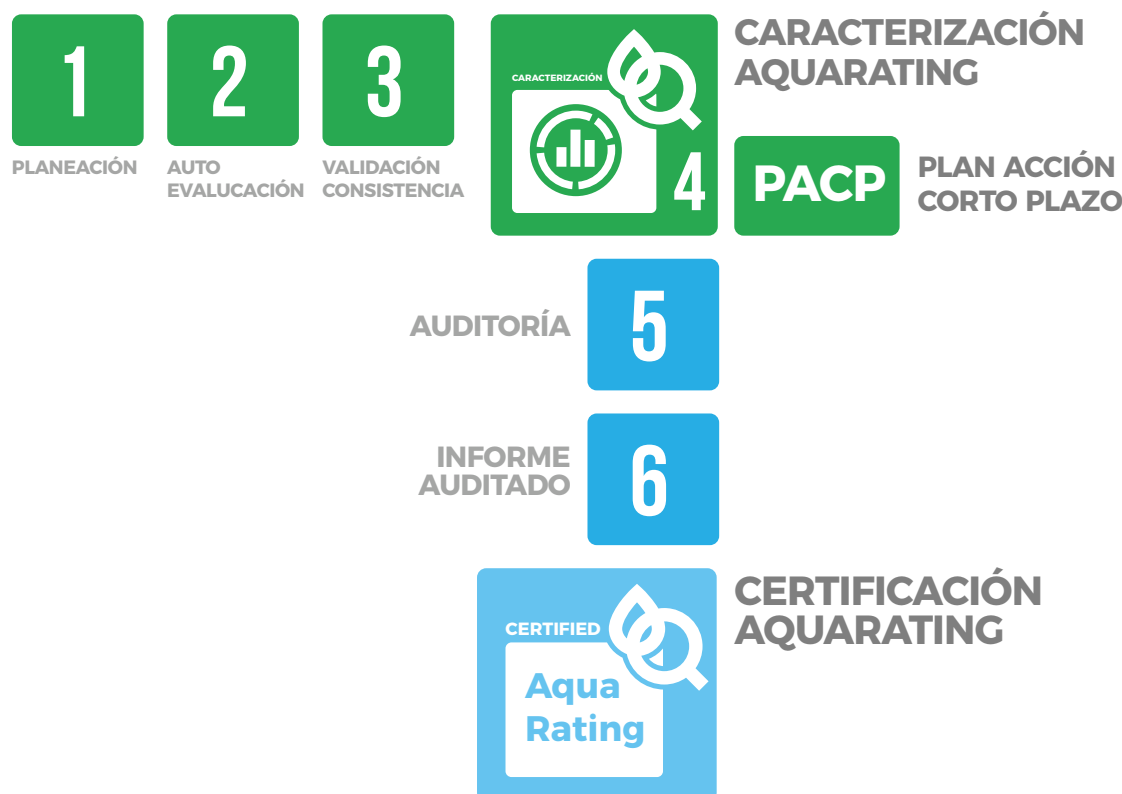 1
PLANEACIÓN
2
AUTO
EVALUCACIÓN
3
VALIDACIÓN
CONSISTENCIA
CARACTERIZACIÓN
4
CARACTERIZACIÓN
AQUARATING
PACP
PLAN ACCIÓN
CORTO PLAZO
AUDITORÍA
5
INFORME
AUDITADO
6
CERTIFIED
Aqua
Rating
CERTIFICACIÓN
AQUARATING